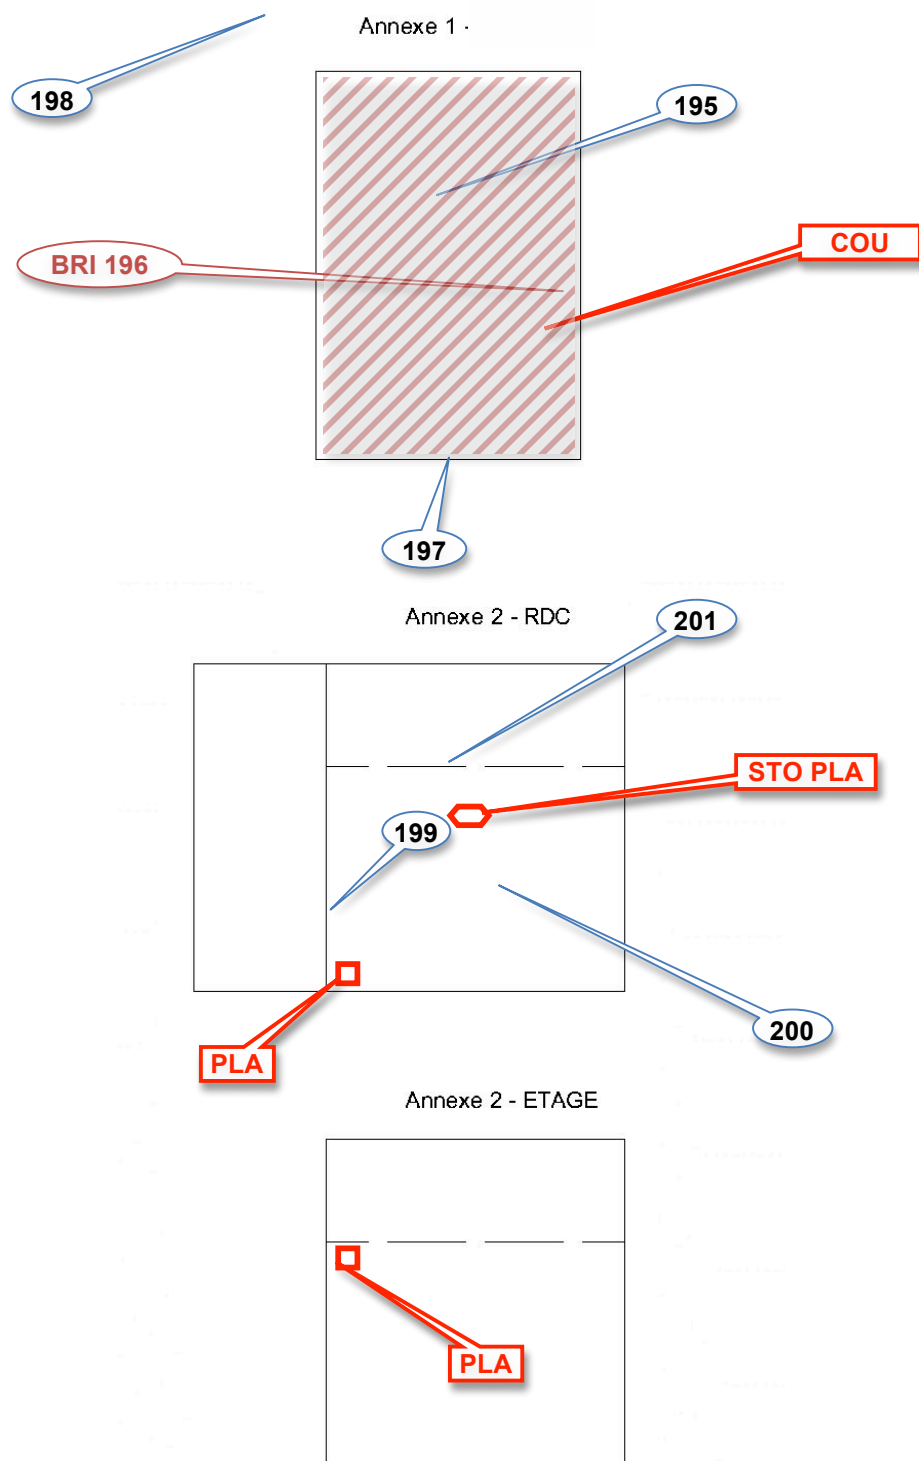 Annexe 1 -
198
195
COU
BRI 196
197
Annexe 2 - RDC
201
STO PLA
199
200
PLA
Annexe 2 - ETAGE
PLA